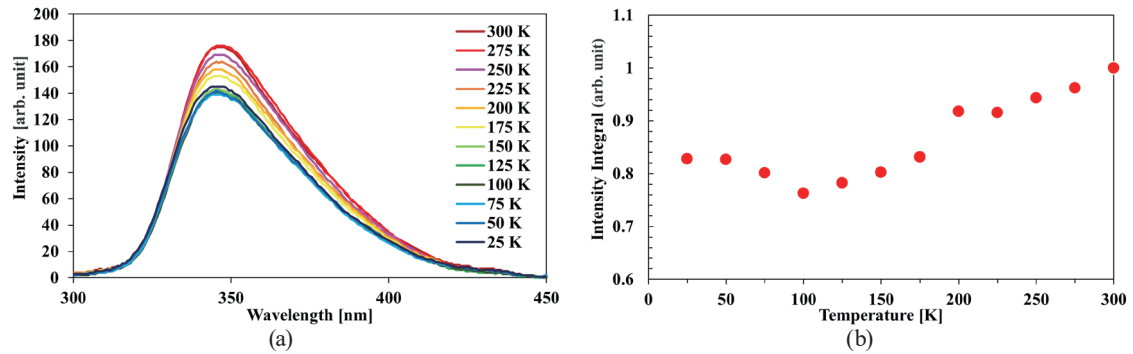 200
180
160
140
120
100
80
60
40
20
0
Intensity [arb. unit]
300 K
275 K
250 K
225 K
200 K
175 K
150 K
125 K
100 K
75 K
50 K
25 K
300 350 400 450
Wavelength [nm]
(a)
1.1
1
0.9
0.8
0.7
0.6
Intensity Integral (arb. unit)
0 50 100 150 200 250 300
Temperature [K]
(b)